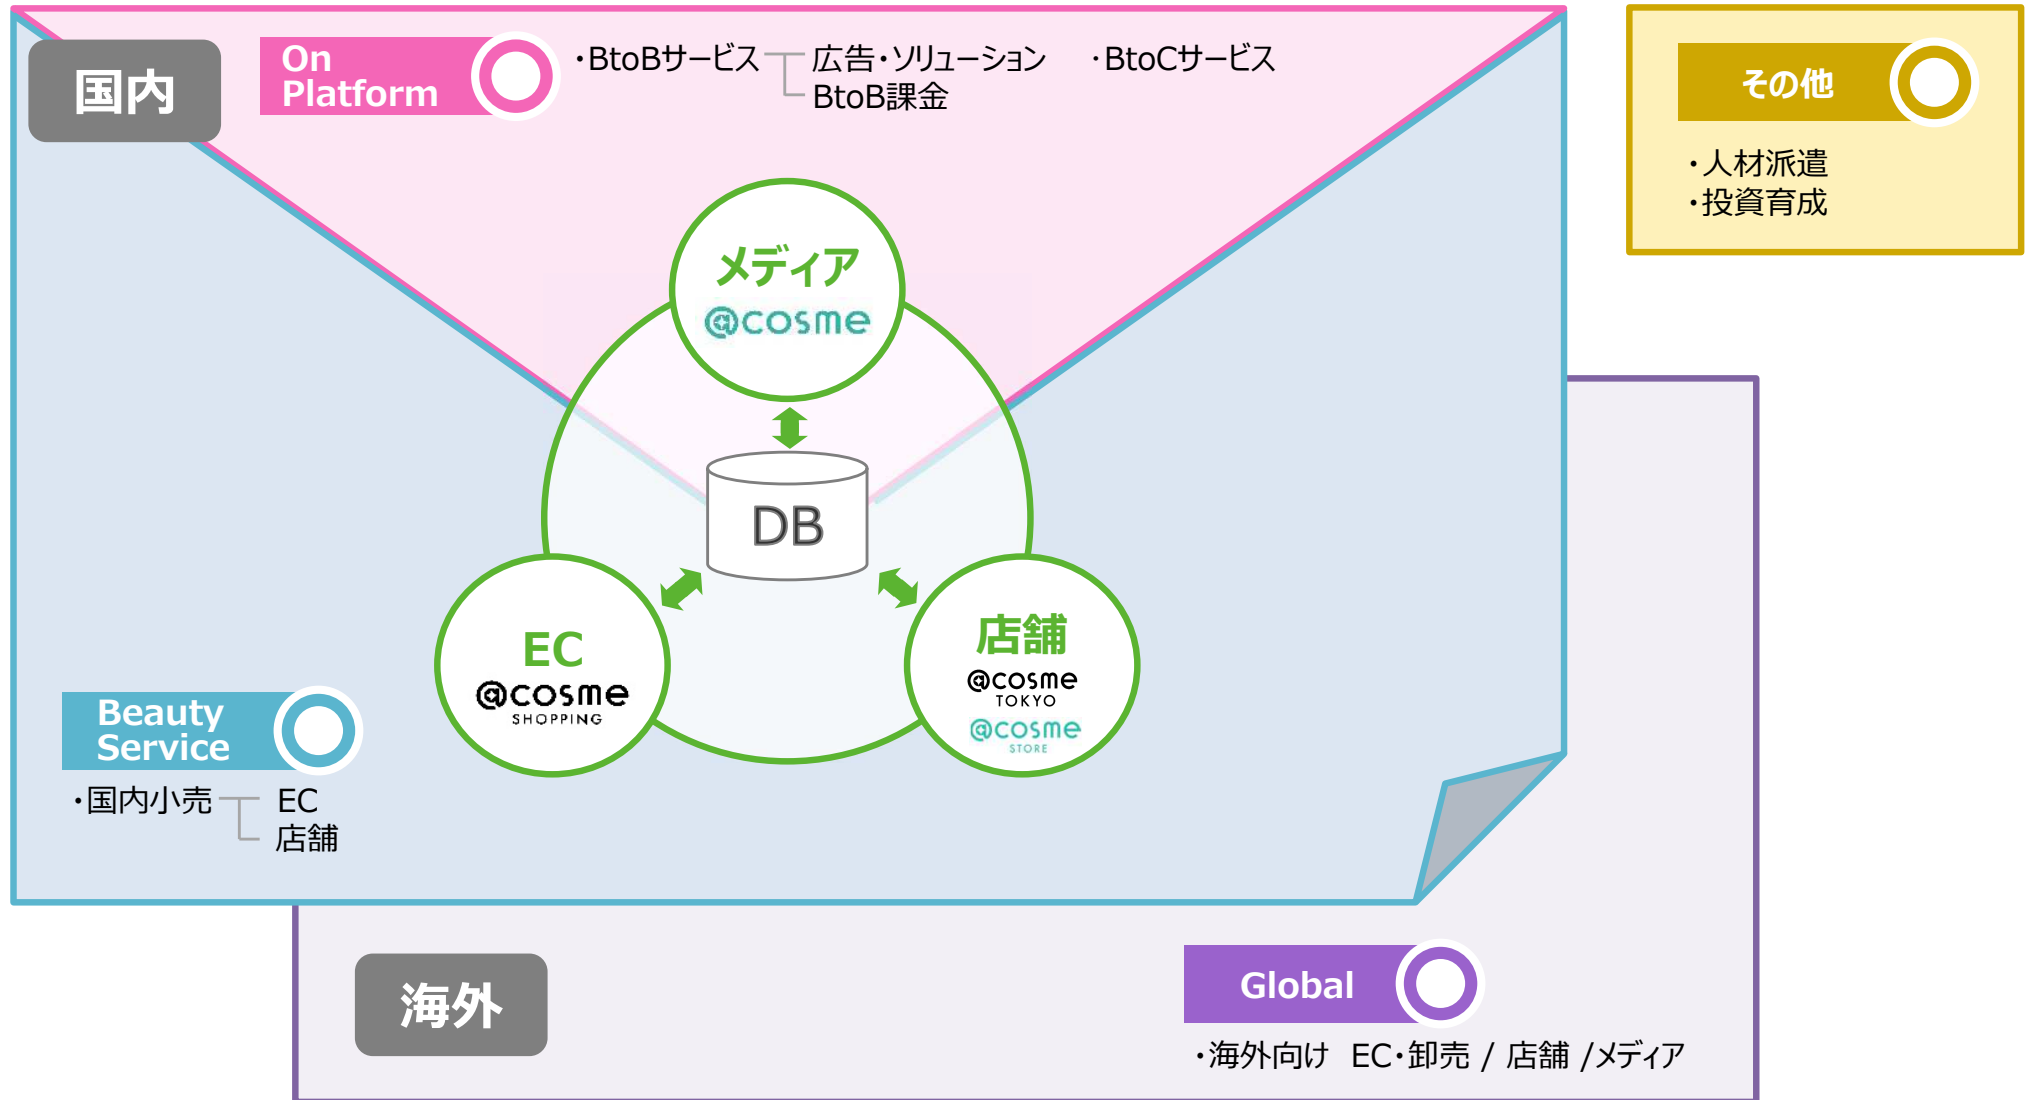 国内
On
Platform
・BtoBサービス 広告・ソリューション ・BtoCサービス
BtoB課金
その他
・人材派遣
・投資育成
メディア
@cosme
DB
EC
@cosme
SHOPPING
店舗
@cosme
TOKYO
@cosme
STORE
Beauty
Service
・国内小売 EC
店舗
海外
Global
・海外向け EC・卸売 / 店舗 /メディア